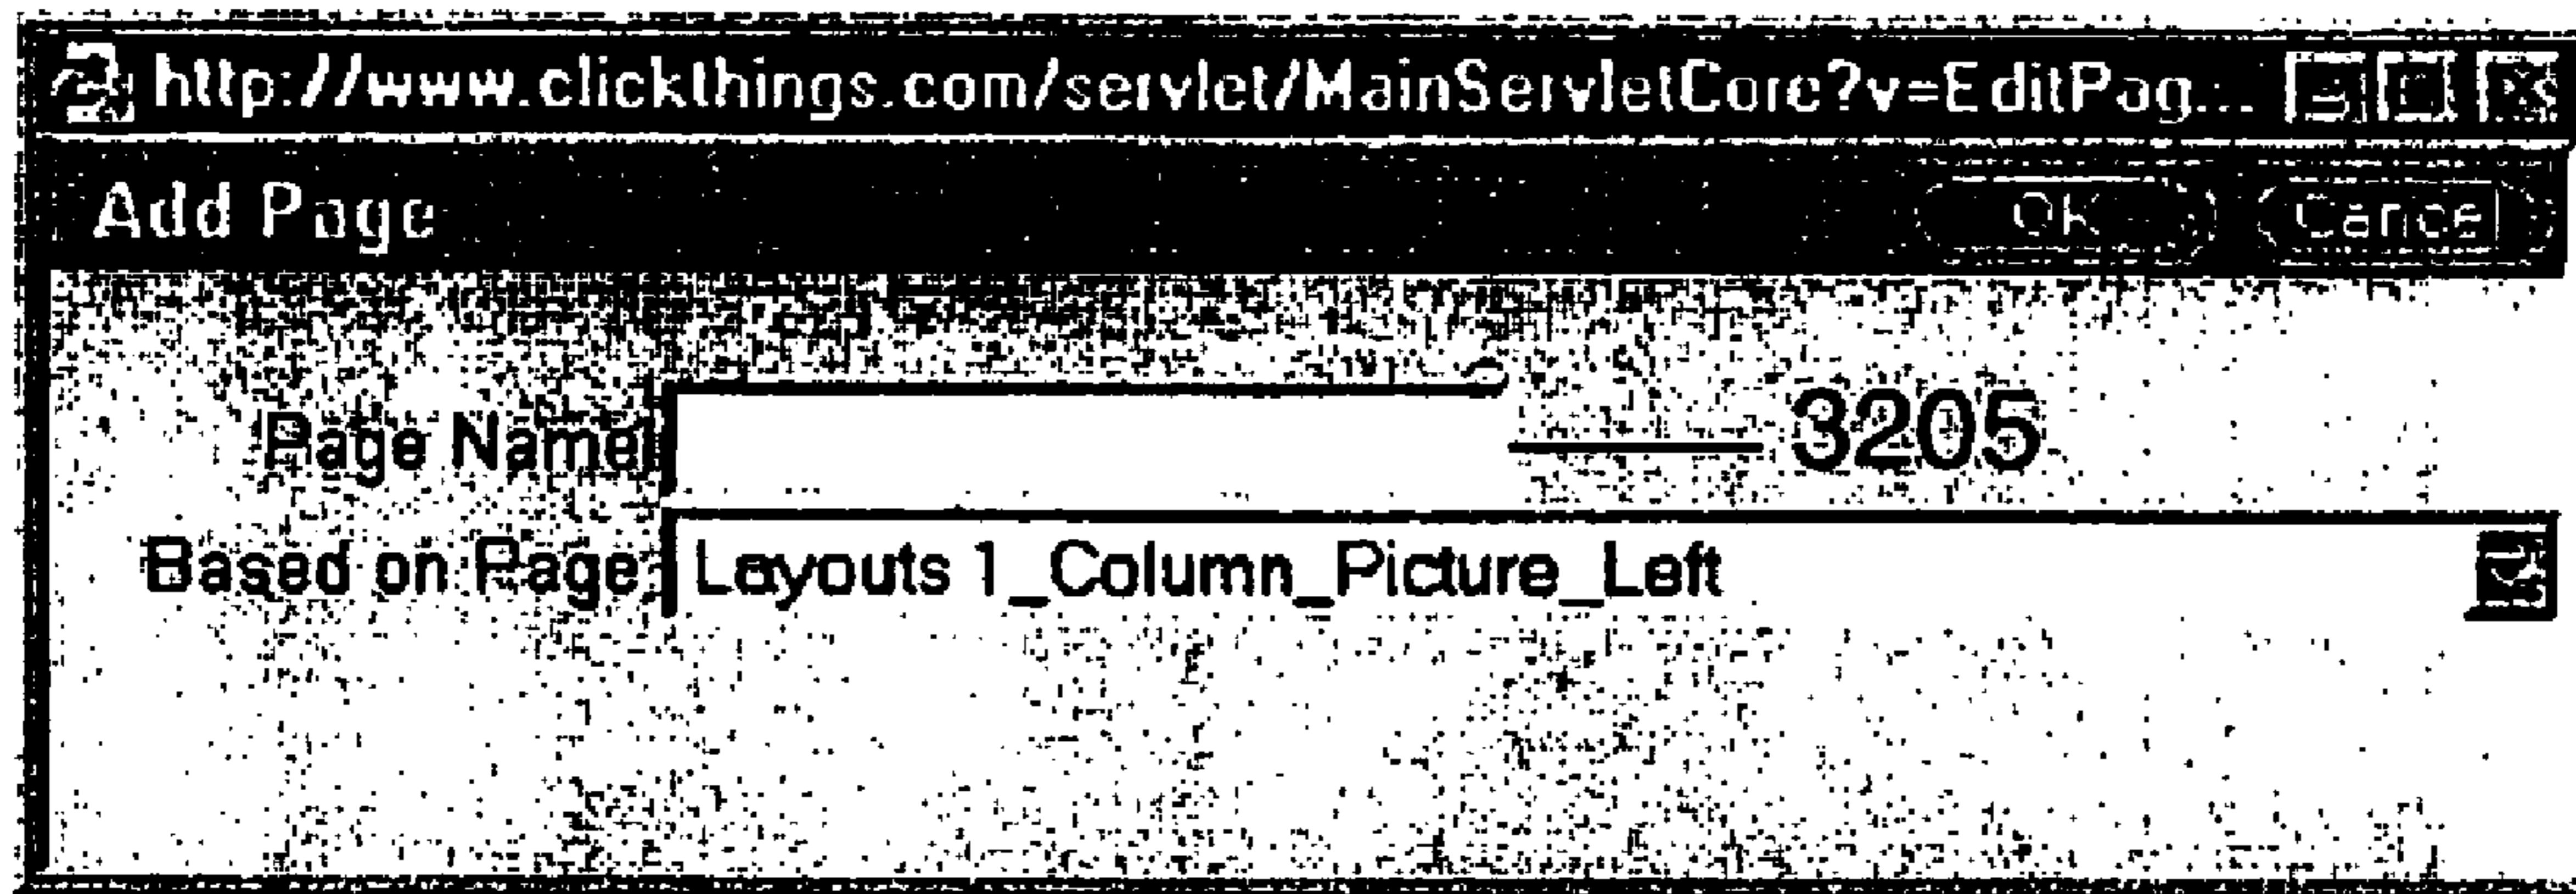 http://www.clickthings.com/servlet/MainServletCore?v=EditPag...
Add Page OK Cancel
Page Name 3205
Based on Page: Layouts 1_Column_Picture_Left